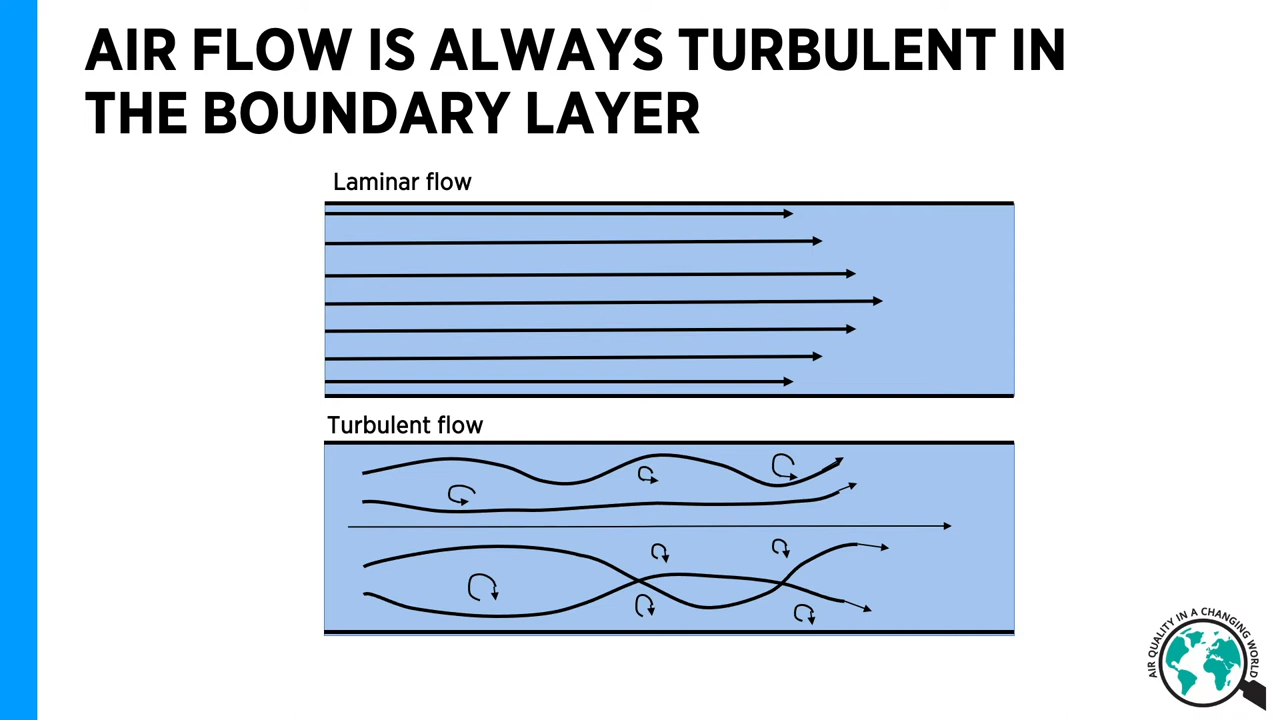 AIR FLOW IS ALWAYS TURBULENT IN
THE BOUNDARY LAYER
Laminar flow
Turbulent flow
AIR QUALITY IN A CHANGING WORLD